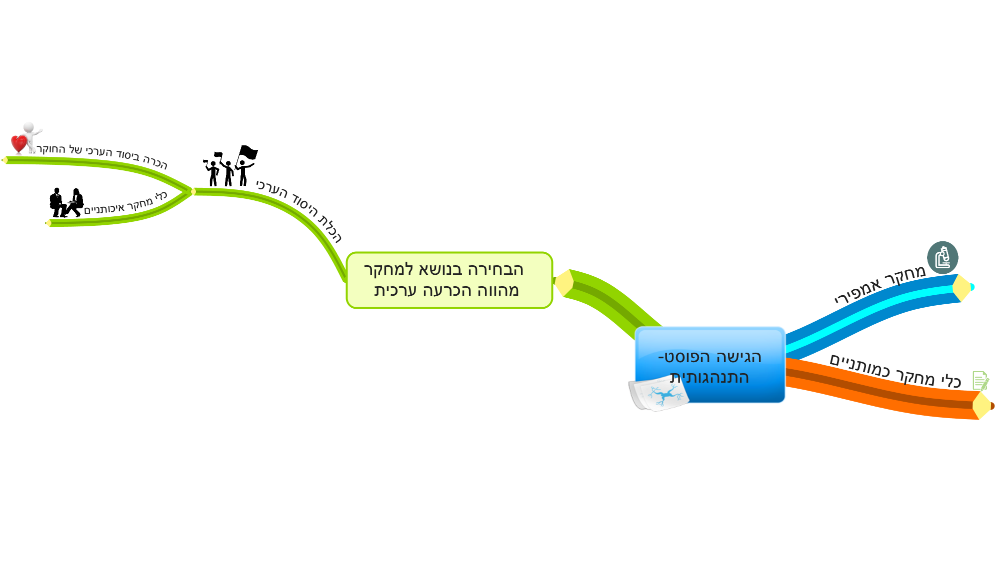 הגישה הפוסט-
התנהגותית
מחקר אמפירי
כלי מחקר כמותניים
הבחירה בנושא למחקר
מהווה הכרעה ערכית
הכלת היסוד הערכי
הכרה ביסוד הערכי של החוקר
כלי מחקר איכותניים